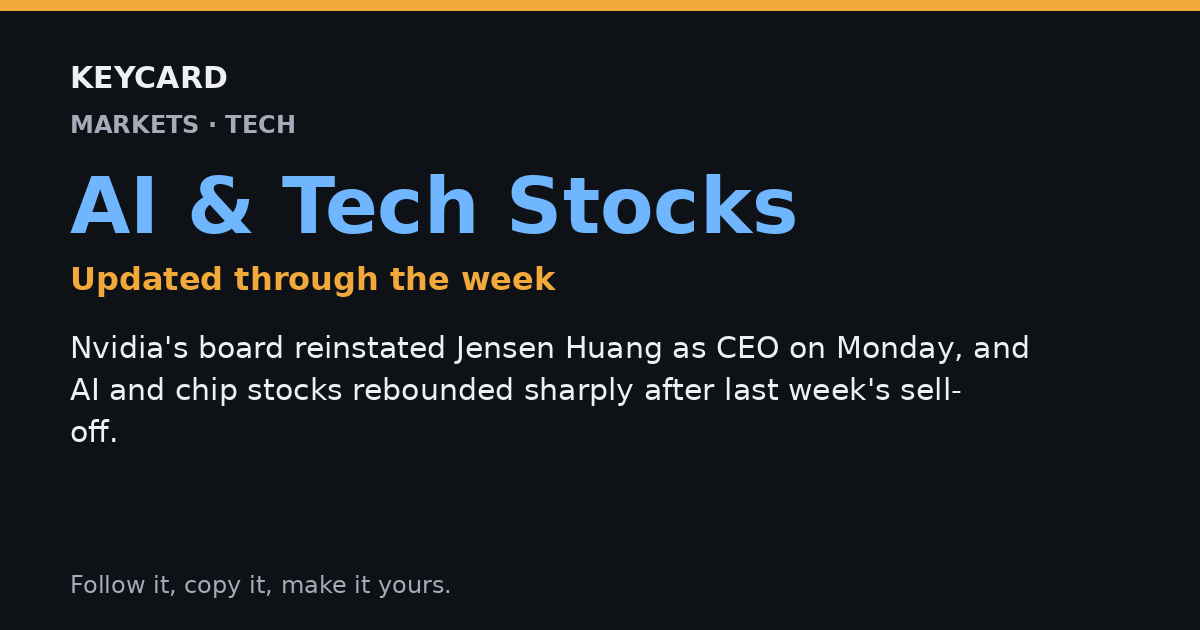 KEYCARD
MARKETS · TECH
AI & Tech Stocks
Updated through the week
Nvidia's board reinstated Jensen Huang as CEO on Monday, and
AI and chip stocks rebounded sharply after last week's sell-
off.
Follow it, copy it, make it yours.